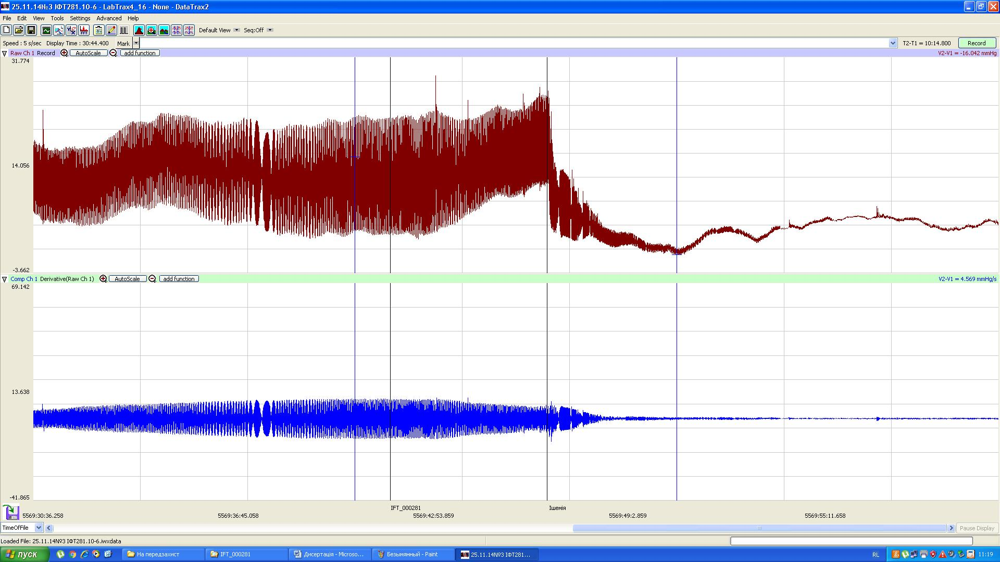 25.11.14№3 ІФТ281.10-6 - LabTrax4_16 - None - DataTrax2
File Edit View Tools Settings Advanced Help
Default View Seq:Off
Speed : 5 s/sec Display Time : 30:44.400 Mark T2-T1 = 10:14.800 Record
Raw Ch 1 Record AutoScale add function V2-V1 = -16.042 mmHg
31.774
14.056
-3.662
Comp Ch 1 Derivative(Raw Ch 1) AutoScale add function V2-V1 = 4.569 mmHg/s
69.142
13.638
-41.865
IFT_000281 Ішемія
5569:30:36.258 5569:36:45.058 5569:42:53.859 5569:49:2.859 5569:55:11.658
TimeOfFile Pause Display
Loaded File: 25.11.14№3 ІФТ281.10-6.iwxdata
пуск На передзахист IFT_000281 Дисертація - Microso... Безымянный - Paint 25.11.14№3 ІФТ281... RL 11:19